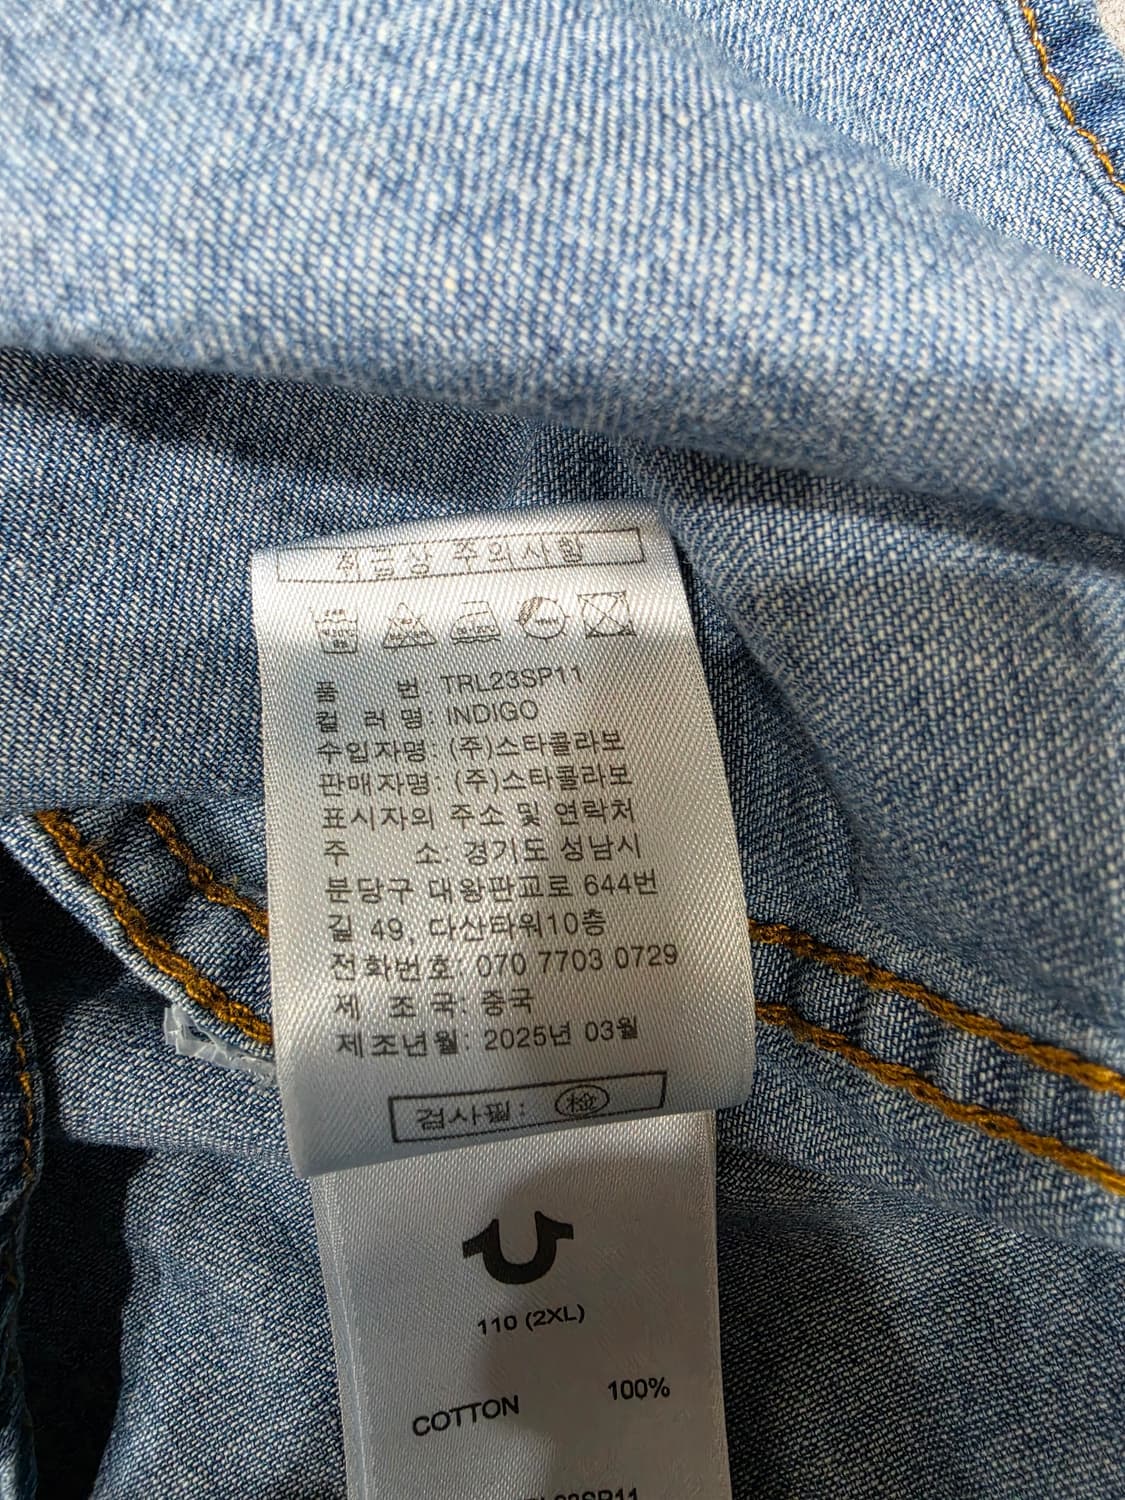 취급상 주의사항
품 번: TRL23SP11
컬 러 명: INDIGO
수입자명: (주)스타콜라보
판매자명: (주)스타콜라보
표시자의 주소 및 연락처
주 소: 경기도 성남시
분당구 대왕판교로 644번
길 49, 다산타워10층
전화번호: 070 7703 0729
제 조 국: 중국
제조년월: 2025년 03월
검사필: 檢
110 (2XL)
COTTON 100%
TRL23SP11